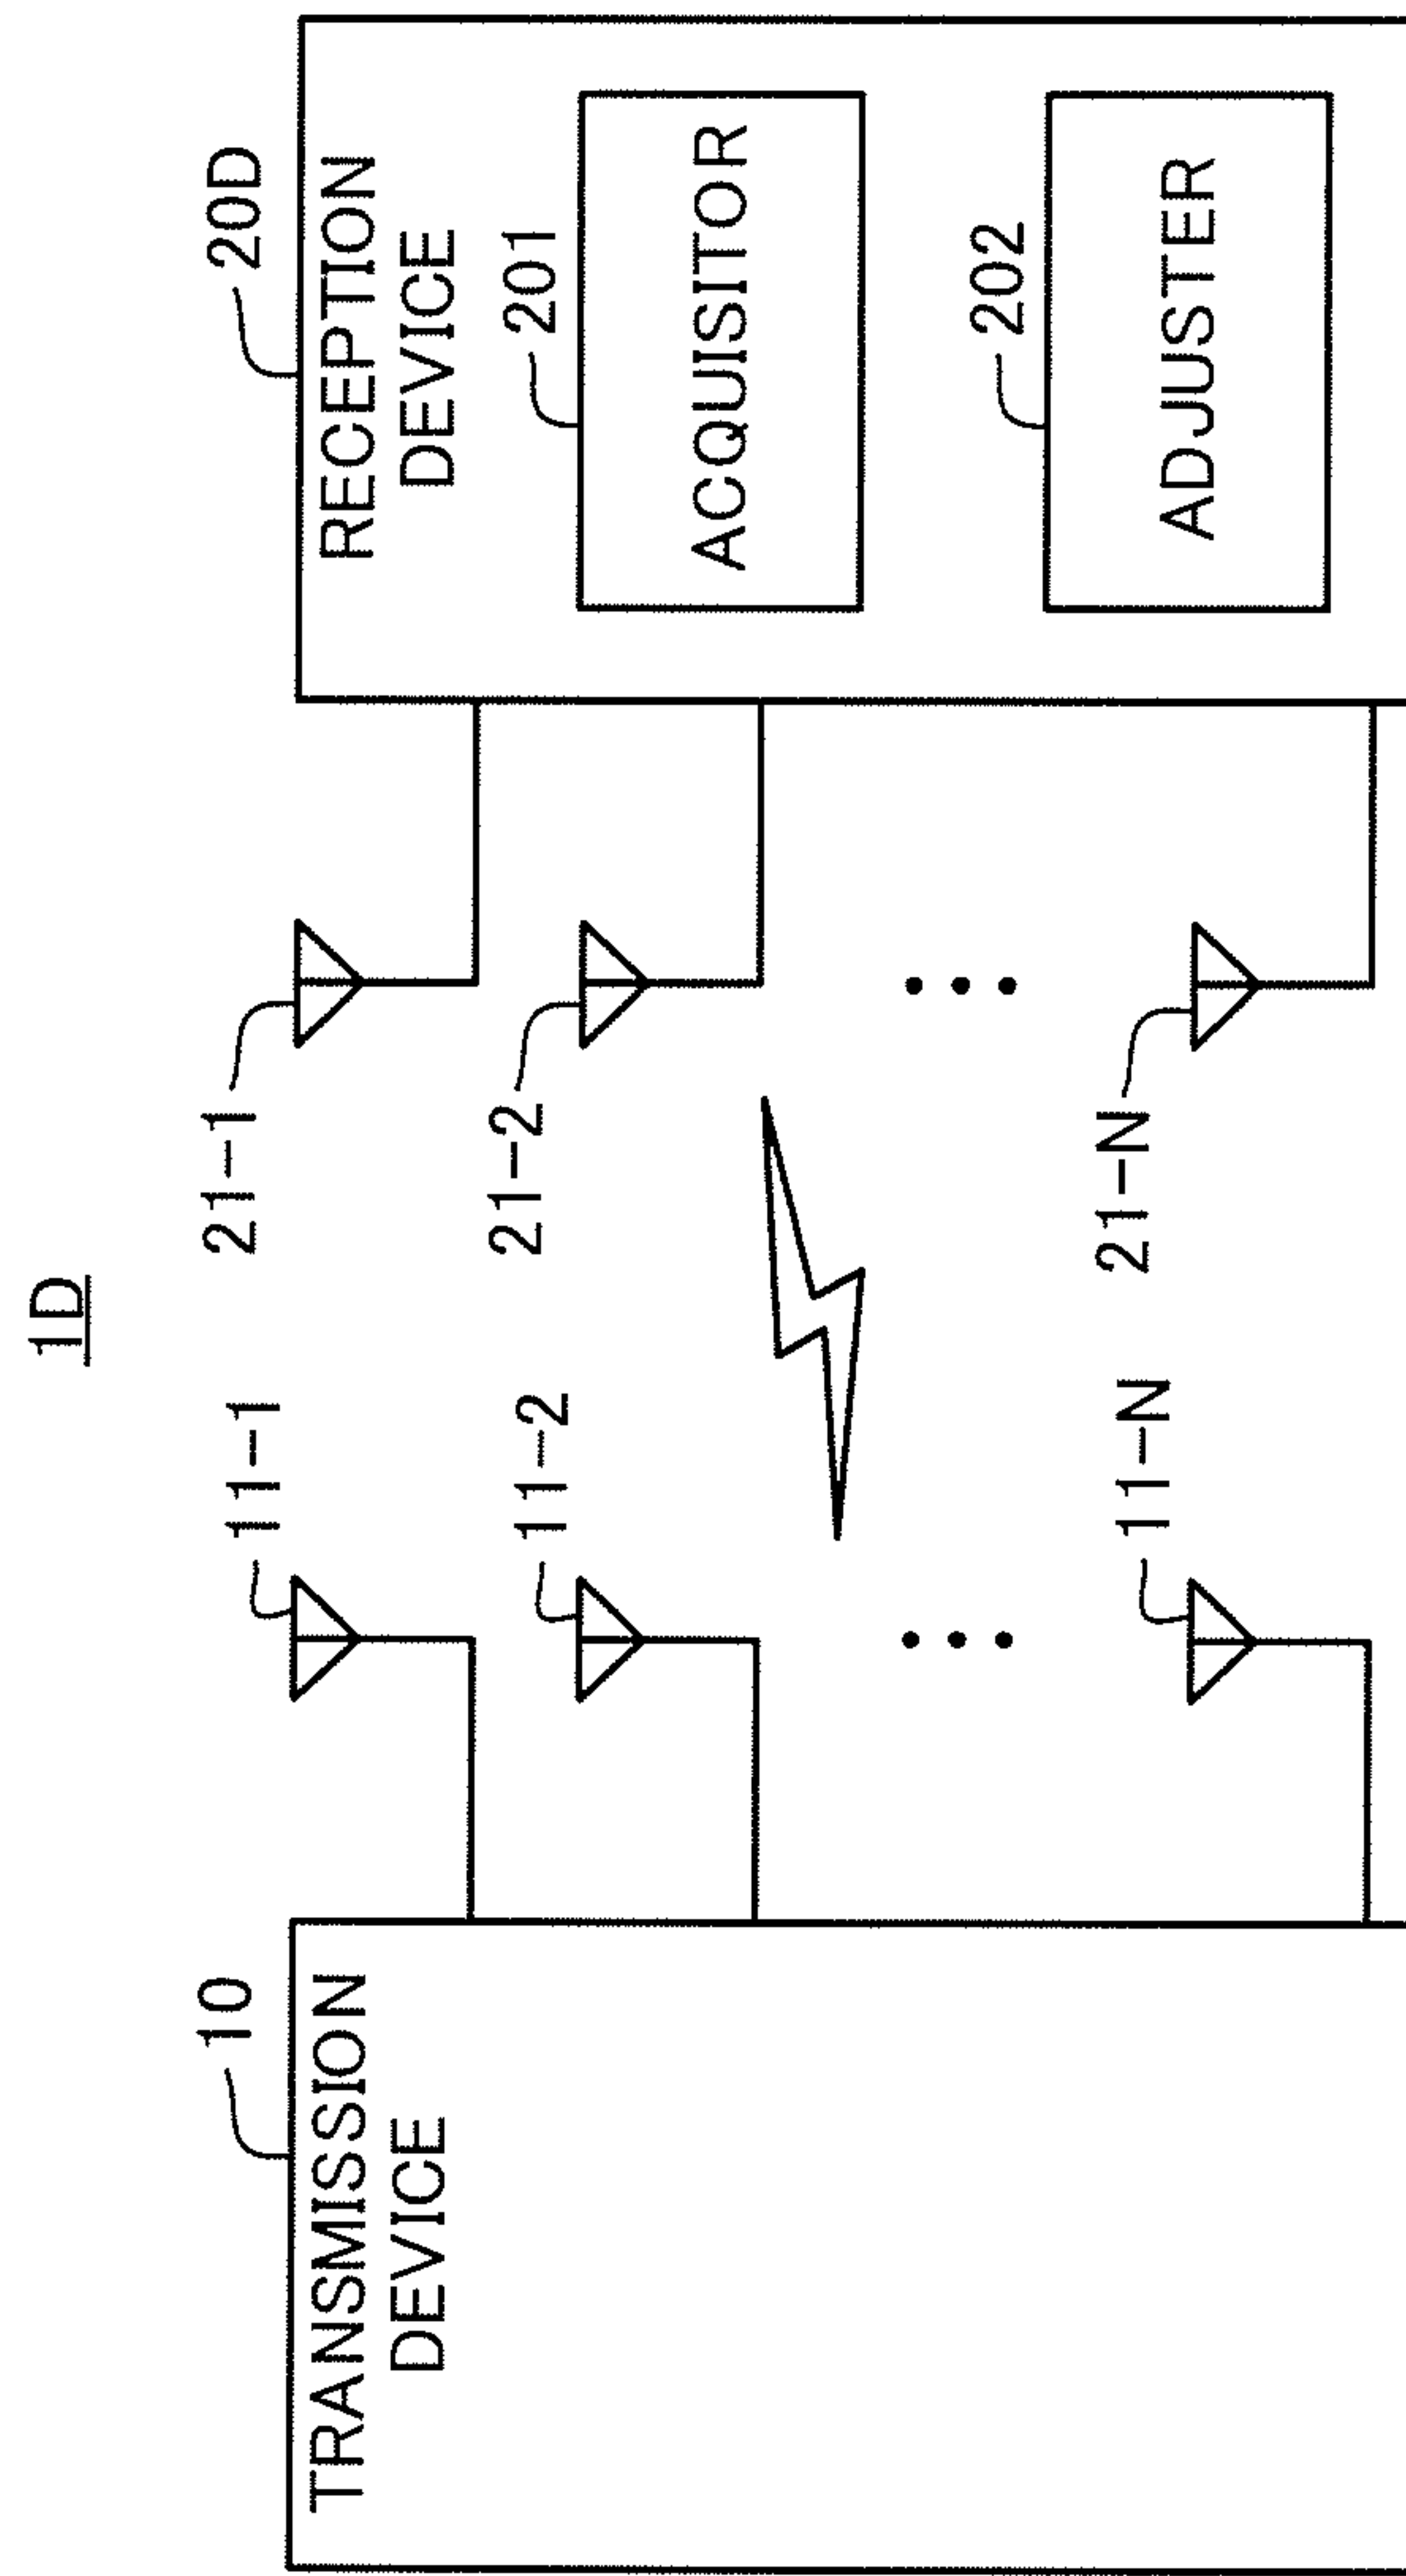 1D
10
TRANSMISSION
DEVICE
11-1
11-2
11-N
21-1
21-2
21-N
20D
RECEPTION
DEVICE
201
ACQUISITOR
202
ADJUSTER